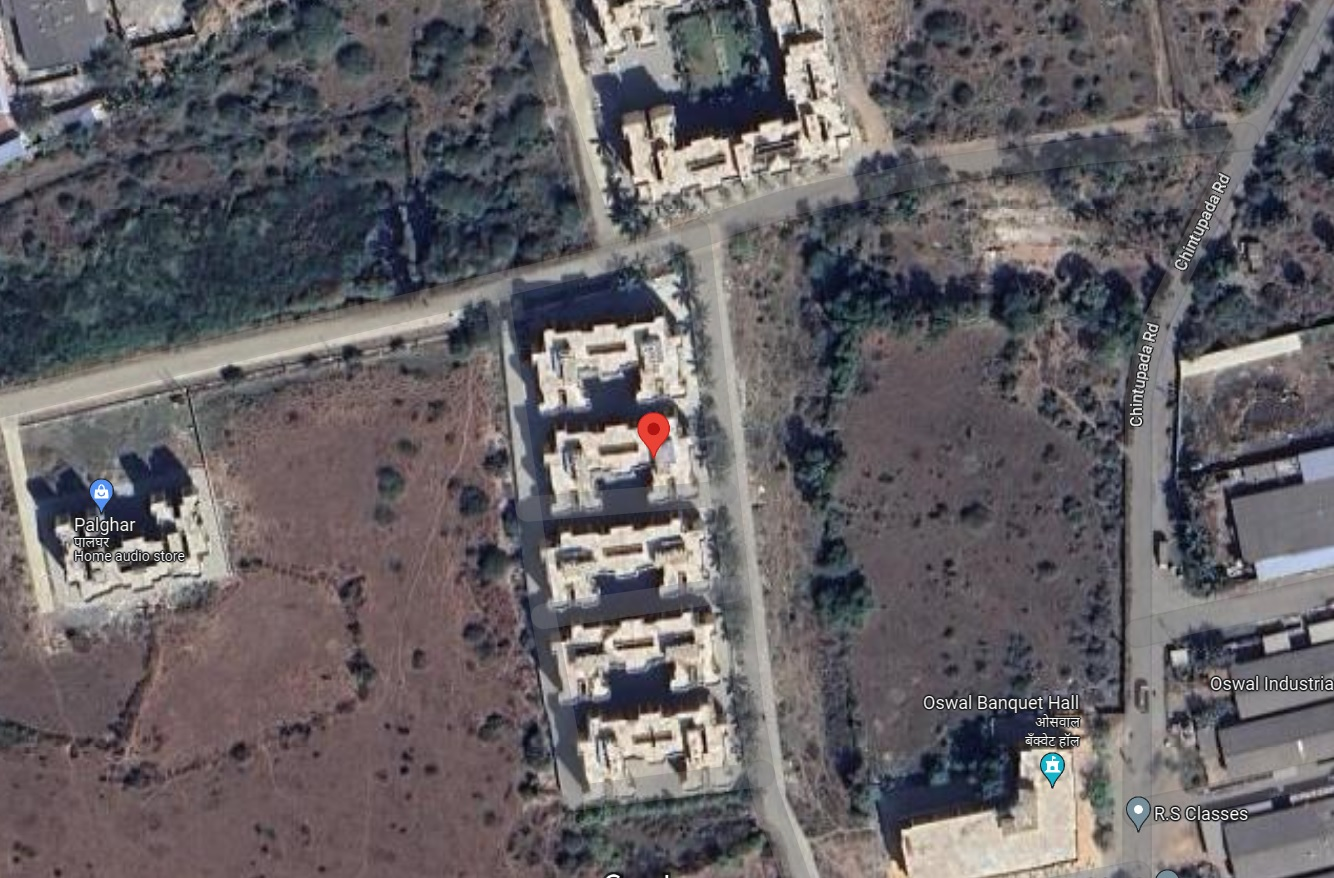 Chintupada Rd
Chintupada Rd
Palghar
पालघर
Home audio store
Oswal Industria
Oswal Banquet Hall
ओसवाल
बँक्वेट हॉल
R.S Classes